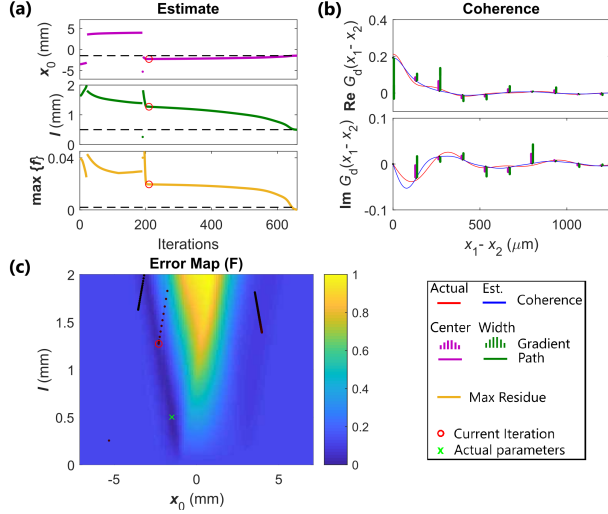 (a)
Estimate
x0 (mm)
5
0
-5
l (mm)
2
1
0
max {f}
0.04
0
0
200
400
600
Iterations
(b)
Coherence
Re Gd(x1- x2)
0.4
0.2
0
Im Gd(x1- x2)
0.1
0
-0.1
0
500
1000
x1- x2 (μm)
(c)
Error Map (F)
l (mm)
2
1.5
1
0.5
0
-5
0
5
x0 (mm)
1
0.8
0.6
0.4
0.2
0
Actual Est.
Coherence
Center Width
Gradient
Path
Max Residue
Current Iteration
Actual parameters